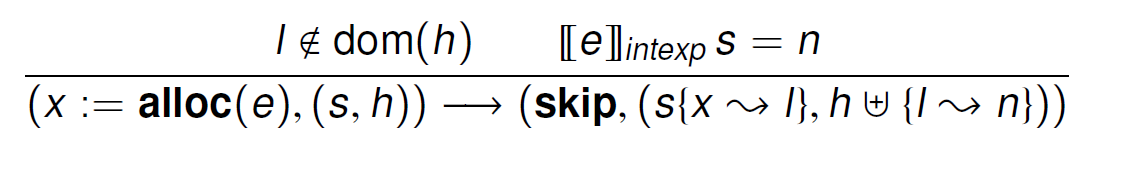 l ∉ dom(h) ⟦e⟧intexp s = n
(x := alloc(e), (s, h)) ⟶ (skip, (s{x ⇝ l}, h ⊎ {l ⇝ n}))